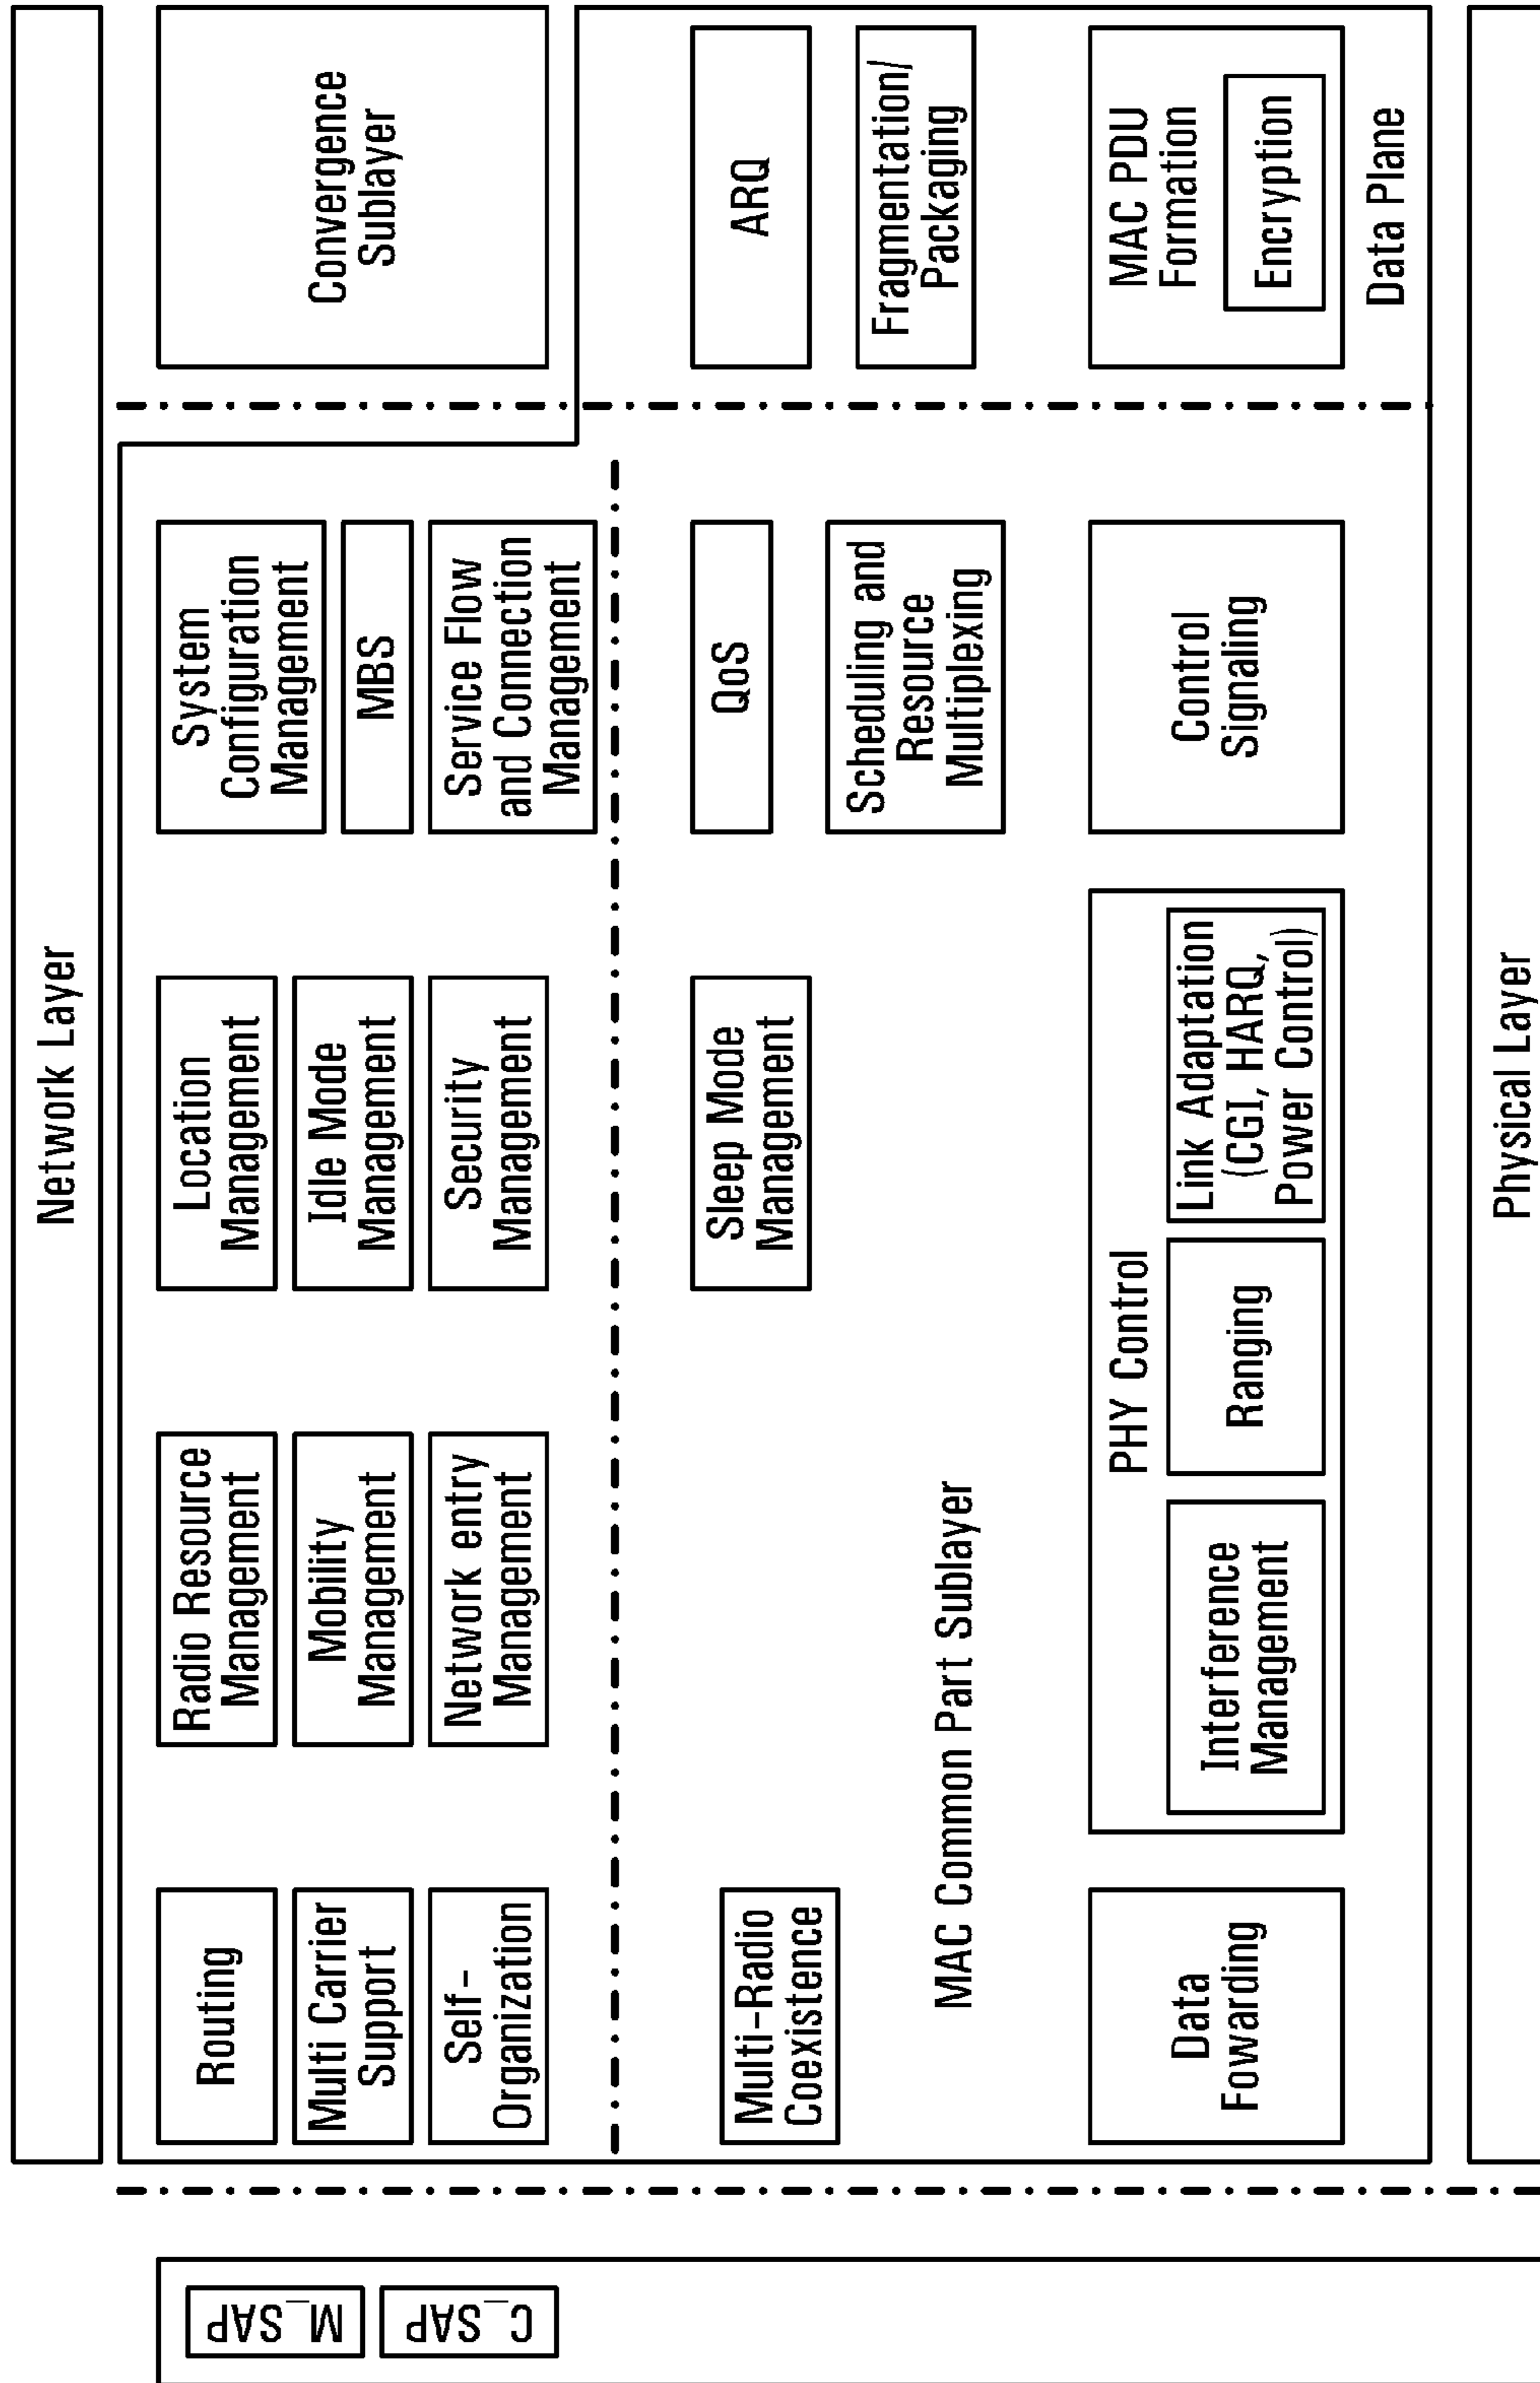 Network Layer
Routing
Radio Resource
Management
Location
Management
System
Configuration
Management
Convergence
Sublayer
Multi Carrier
Support
Mobility
Management
Idle Mode
Management
MBS
Self-
Organization
Network entry
Management
Security
Management
Service Flow
and Connection
Management
Multi-Radio
Coexistence
Sleep Mode
Management
QoS
ARQ
Scheduling and
Resource
Multiplexing
Fragmentation/
Packaging
MAC Common Part Sublayer
Data
Fowarding
PHY Control
Interference
Management
Ranging
Link Adaptation
(CGI, HARQ,
Power Control)
Control
Signaling
MAC PDU
Formation
Encryption
Data Plane
Physical Layer
M_SAP
C_SAP